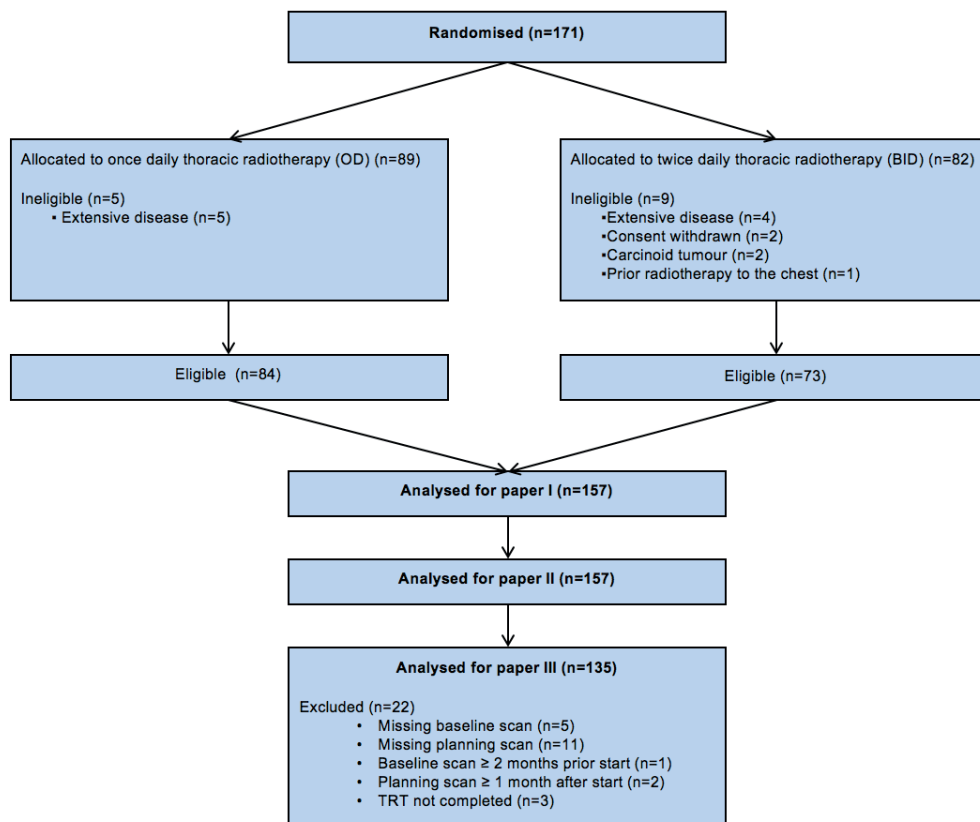 Randomised (n=171)
Allocated to once daily thoracic radiotherapy (OD) (n=89)
Ineligible (n=5)
▪ Extensive disease (n=5)
Allocated to twice daily thoracic radiotherapy (BID) (n=82)
Ineligible (n=9)
▪Extensive disease (n=4)
▪Consent withdrawn (n=2)
▪Carcinoid tumour (n=2)
▪Prior radiotherapy to the chest (n=1)
Eligible (n=84)
Eligible (n=73)
Analysed for paper I (n=157)
Analysed for paper II (n=157)
Analysed for paper III (n=135)
Excluded (n=22)
• Missing baseline scan (n=5)
• Missing planning scan (n=11)
• Baseline scan ≥ 2 months prior start (n=1)
• Planning scan ≥ 1 month after start (n=2)
• TRT not completed (n=3)